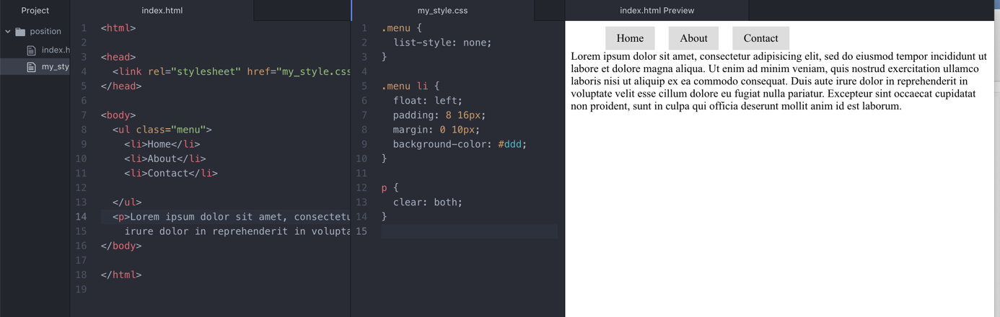 Project
position
index.h
my_sty
index.html
1 <html>
2
3 <head>
4 <link rel="stylesheet" href="my_style.css
5 </head>
6
7 <body>
8 <ul class="menu">
9 <li>Home</li>
10 <li>About</li>
11 <li>Contact</li>
12
13 </ul>
14 <p>Lorem ipsum dolor sit amet, consectetu
15 irure dolor in reprehenderit in volupta
16 </body>
17
18 </html>
19
my_style.css
1 .menu {
2 list-style: none;
3 }
4
5 .menu li {
6 float: left;
7 padding: 8 16px;
8 margin: 0 10px;
9 background-color: #ddd;
10 }
11
12 p {
13 clear: both;
14 }
15
index.html Preview
Home About Contact
Lorem ipsum dolor sit amet, consectetur adipisicing elit, sed do eiusmod tempor incididunt ut
labore et dolore magna aliqua. Ut enim ad minim veniam, quis nostrud exercitation ullamco
laboris nisi ut aliquip ex ea commodo consequat. Duis aute irure dolor in reprehenderit in
voluptate velit esse cillum dolore eu fugiat nulla pariatur. Excepteur sint occaecat cupidatat
non proident, sunt in culpa qui officia deserunt mollit anim id est laborum.